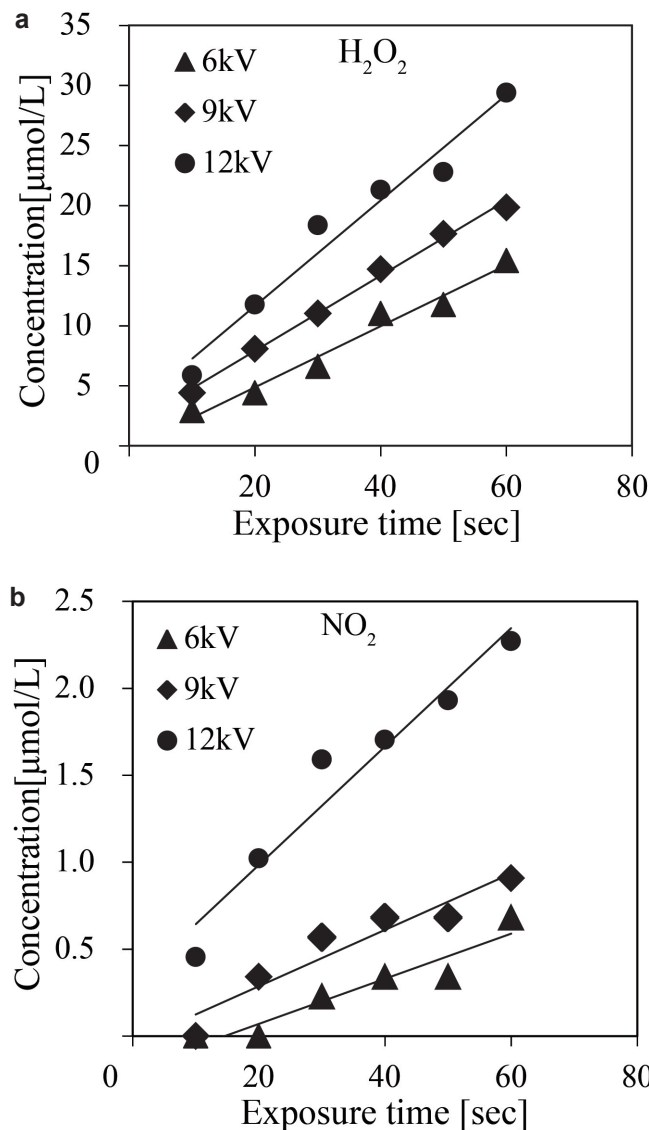 a
35
30
25
20
15
10
5
0
Concentration[μmol/L]
H₂O₂
6kV
9kV
12kV
20 40 60 80
Exposure time [sec]
b
2.5
2.0
1.5
1.0
0.5
0
Concentration[μmol/L]
NO₂
6kV
9kV
12kV
20 40 60 80
Exposure time [sec]